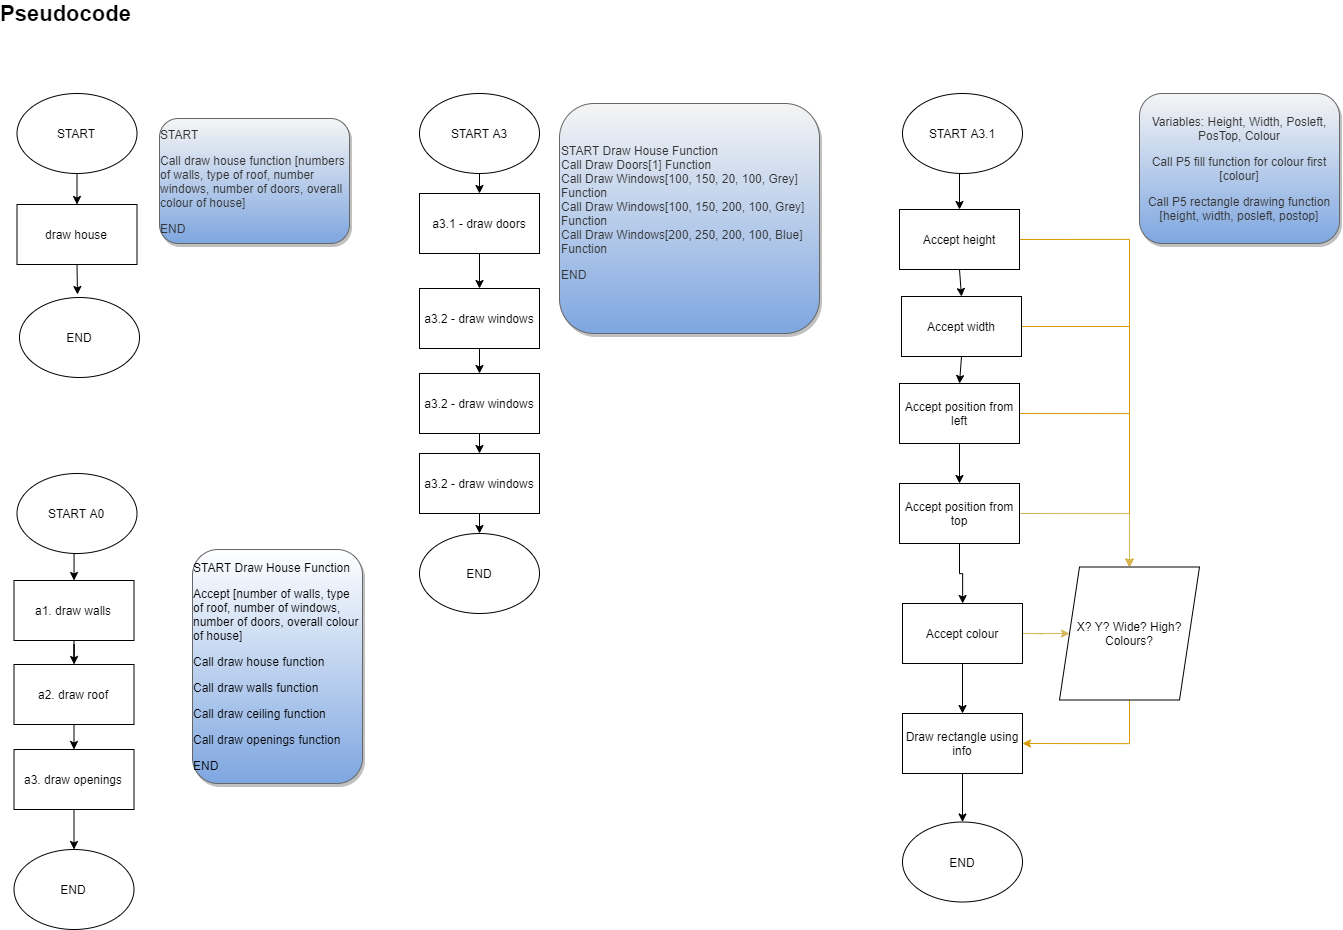 Pseudocode
START
draw house
END
START
Call draw house function [numbers
of walls, type of roof, number
windows, number of doors, overall
colour of house]
END
START A0
a1. draw walls
a2. draw roof
a3. draw openings
END
START Draw House Function
Accept [number of walls, type
of roof, number of windows,
number of doors, overall colour
of house]
Call draw house function
Call draw walls function
Call draw ceiling function
Call draw openings function
END
START A3
a3.1 - draw doors
a3.2 - draw windows
a3.2 - draw windows
a3.2 - draw windows
END
START Draw House Function
Call Draw Doors[1] Function
Call Draw Windows[100, 150, 20, 100, Grey]
Function
Call Draw Windows[100, 150, 200, 100, Grey]
Function
Call Draw Windows[200, 250, 200, 100, Blue]
Function
END
START A3.1
Accept height
Accept width
Accept position from
left
Accept position from
top
Accept colour
Draw rectangle using
info
END
X? Y? Wide? High?
Colours?
Variables: Height, Width, Posleft,
PosTop, Colour
Call P5 fill function for colour first
[colour]
Call P5 rectangle drawing function
[height, width, posleft, postop]